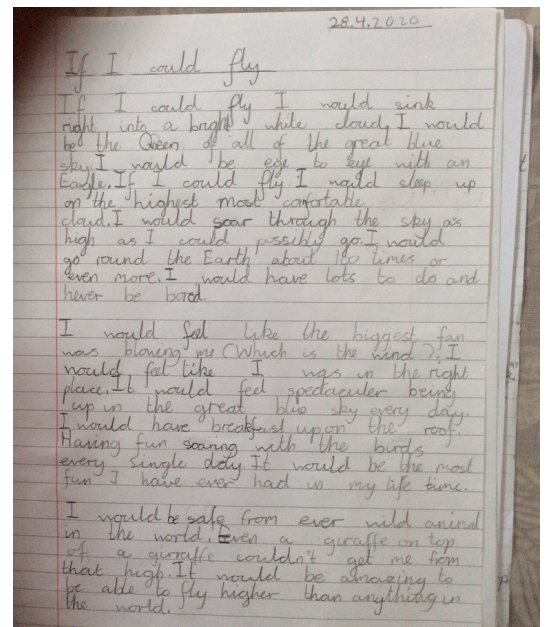 28.4.2020
If I could fly
If I could fly I would sink
right into a bright while cloud, I would
be the Queen of all of the great blue
sky. I would be eye to eye with an
Eagle. If I could fly I would sleep up
on the highest most confortable
cloud. I would soar through the sky as
high as I could possibly go. I would
go round the Earth about 100 times or
even more. I would have lots to do and
never be bored.
I would feel like the biggest fan
was blowing me (Which is the wind). I
would feel like I was in the right
place. It would feel spectaculer being
up in the great blue sky every day.
I would have breakfast upon the roof.
Having fun soaring with the birds
every single day. It would be the most
fun I have ever had in my life time.
I would be safe from ever wild animal
in the world. Even a giraffe on top
of a girraffe couldn't get me from
that high. It would be amazing to
be able to fly higher than anything in
the world.